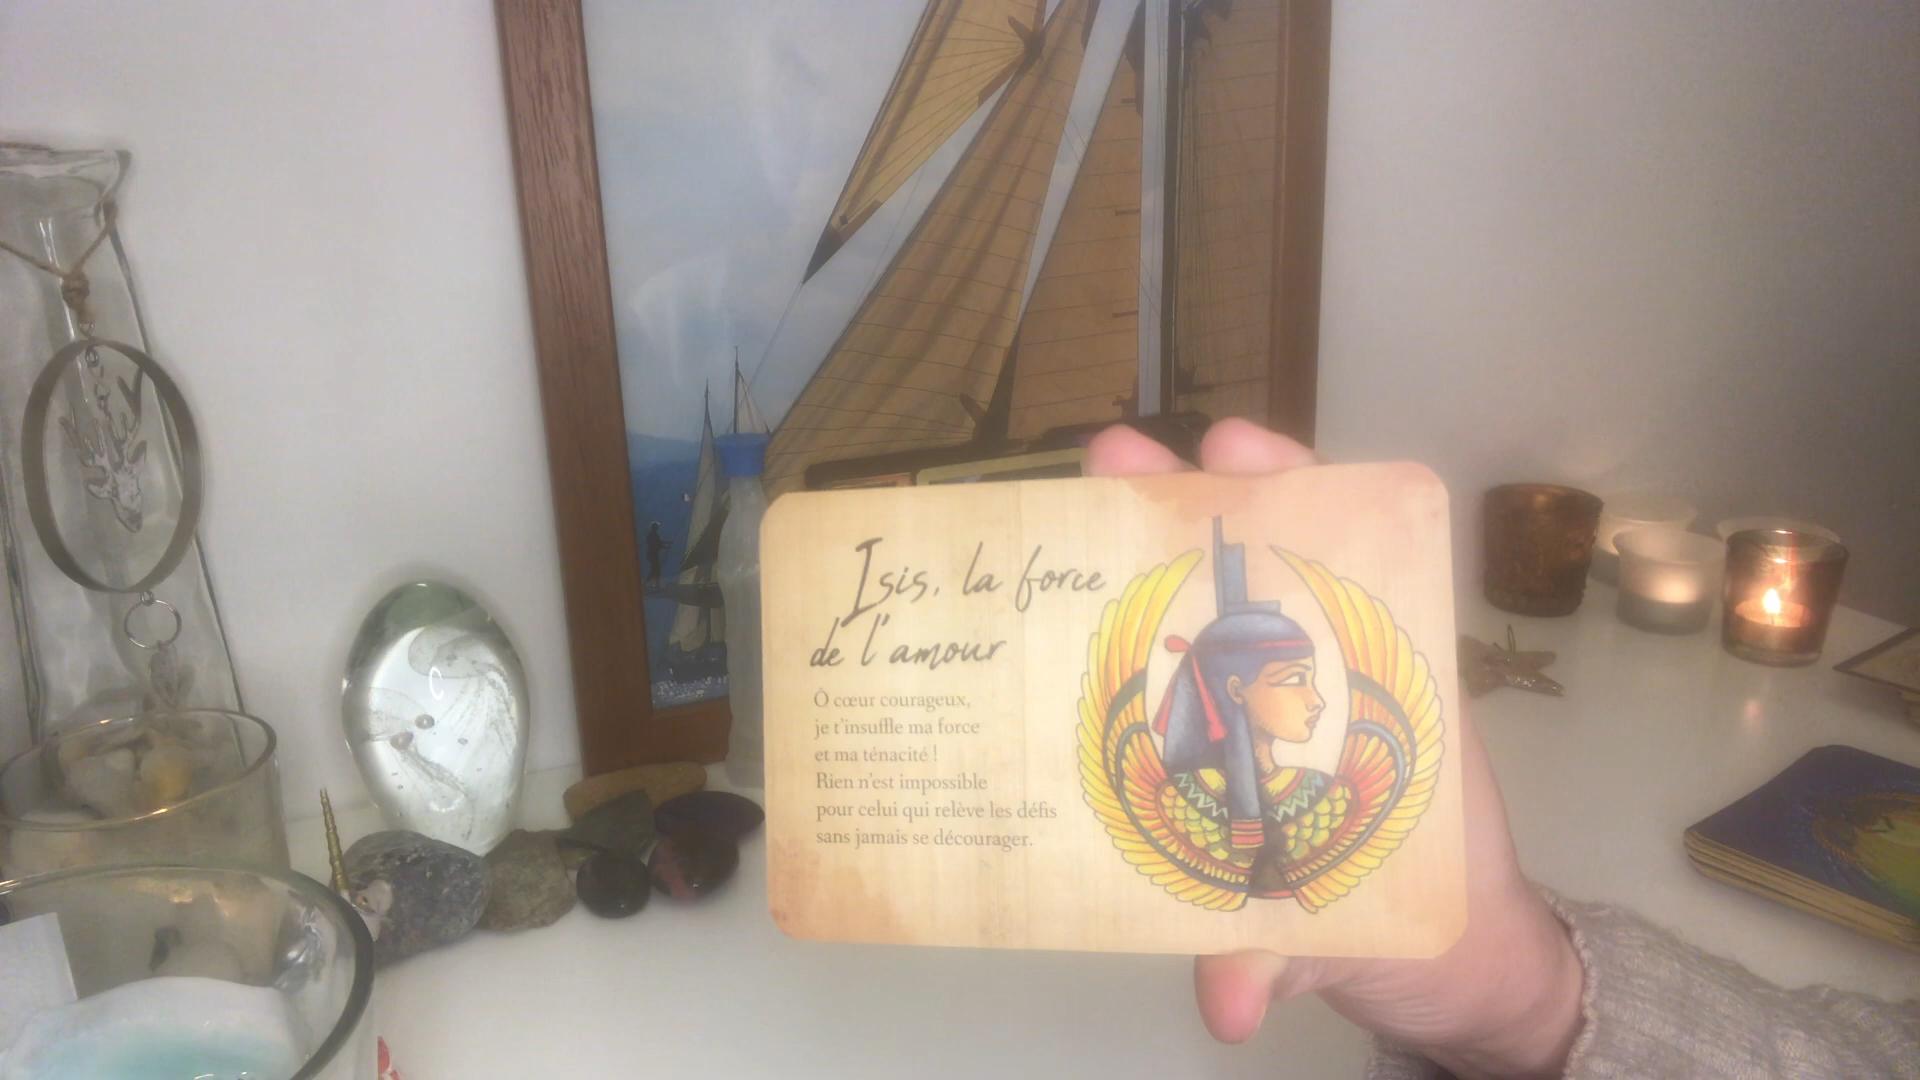 Isis, la force
de l'amour
Ô cœur courageux,
je t'insuffle ma force
et ma ténacité !
Rien n'est impossible
pour celui qui relève les défis
sans jamais se décourager.